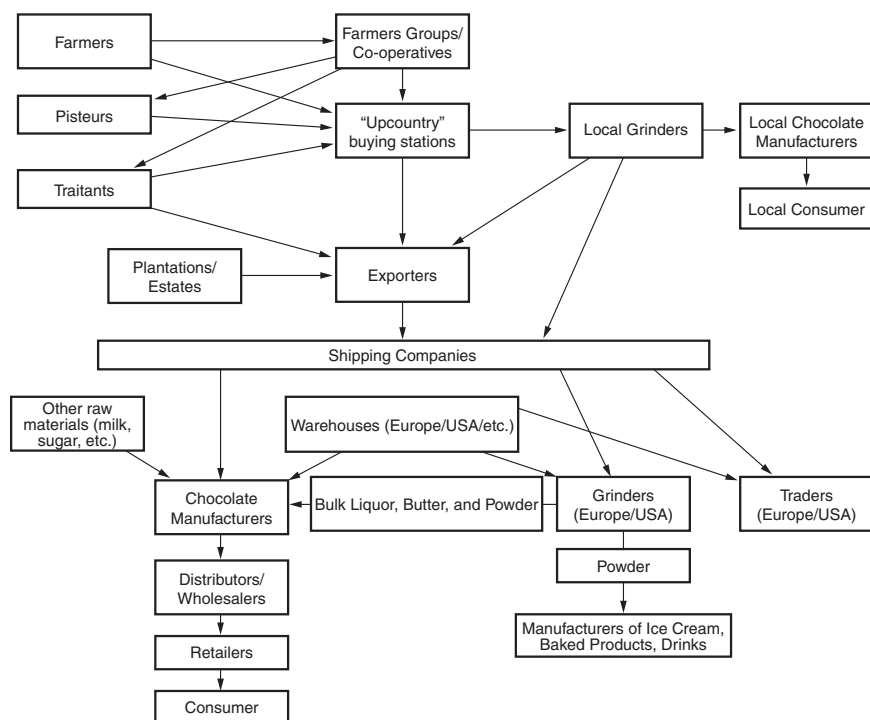 Farmers
Farmers Groups/
Co-operatives
Pisteurs
“Upcountry”
buying stations
Local Grinders
Local Chocolate
Manufacturers
Traitants
Local Consumer
Plantations/
Estates
Exporters
Shipping Companies
Other raw
materials (milk,
sugar, etc.)
Warehouses (Europe/USA/etc.)
Chocolate
Manufacturers
Bulk Liquor, Butter, and Powder
Grinders
(Europe/USA)
Traders
(Europe/USA)
Distributors/
Wholesalers
Powder
Retailers
Manufacturers of Ice Cream,
Baked Products, Drinks
Consumer